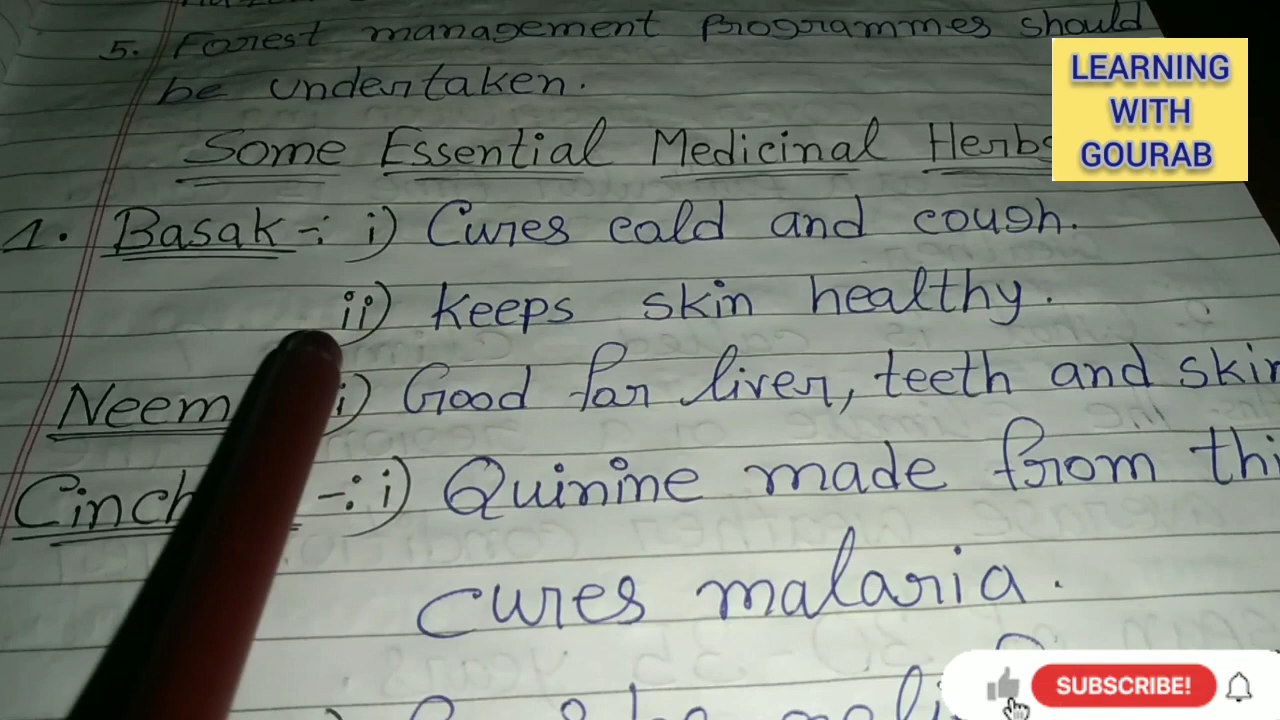 5. Forest management programmes should
be undertaken.
Some Essential Medicinal Herbs
1. Basak -: i) Cures cold and cough.
ii) keeps skin healthy.
Neem i) Good for liver, teeth and skin
Cinch -: i) Quinine made from thi
cures malaria.
LEARNING
WITH
GOURAB
SUBSCRIBE!